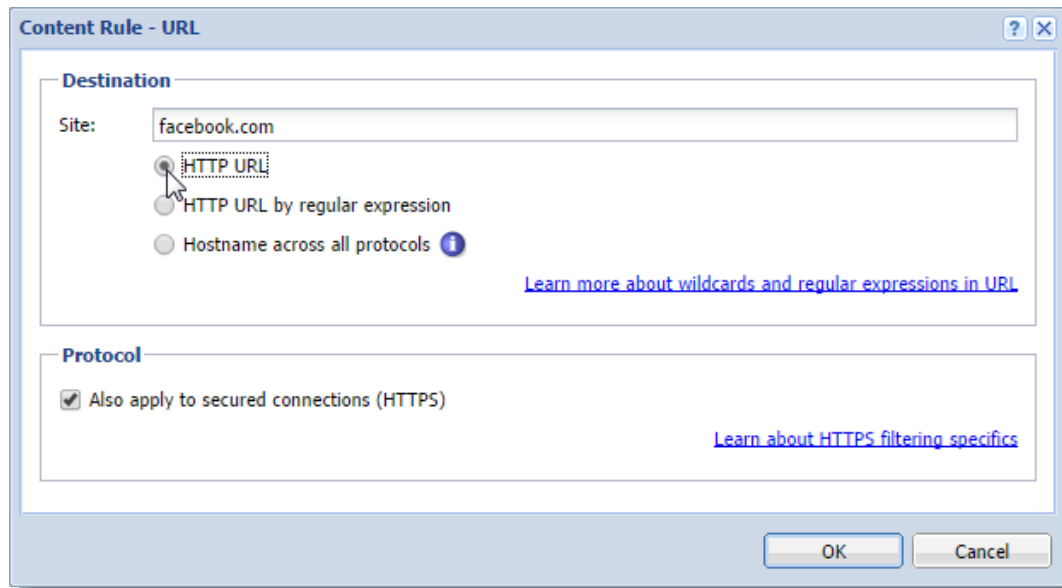 Content Rule - URL
Destination
Site: facebook.com
HTTP URL
HTTP URL by regular expression
Hostname across all protocols
Learn more about wildcards and regular expressions in URL
Protocol
Also apply to secured connections (HTTPS)
Learn about HTTPS filtering specifics
OK Cancel